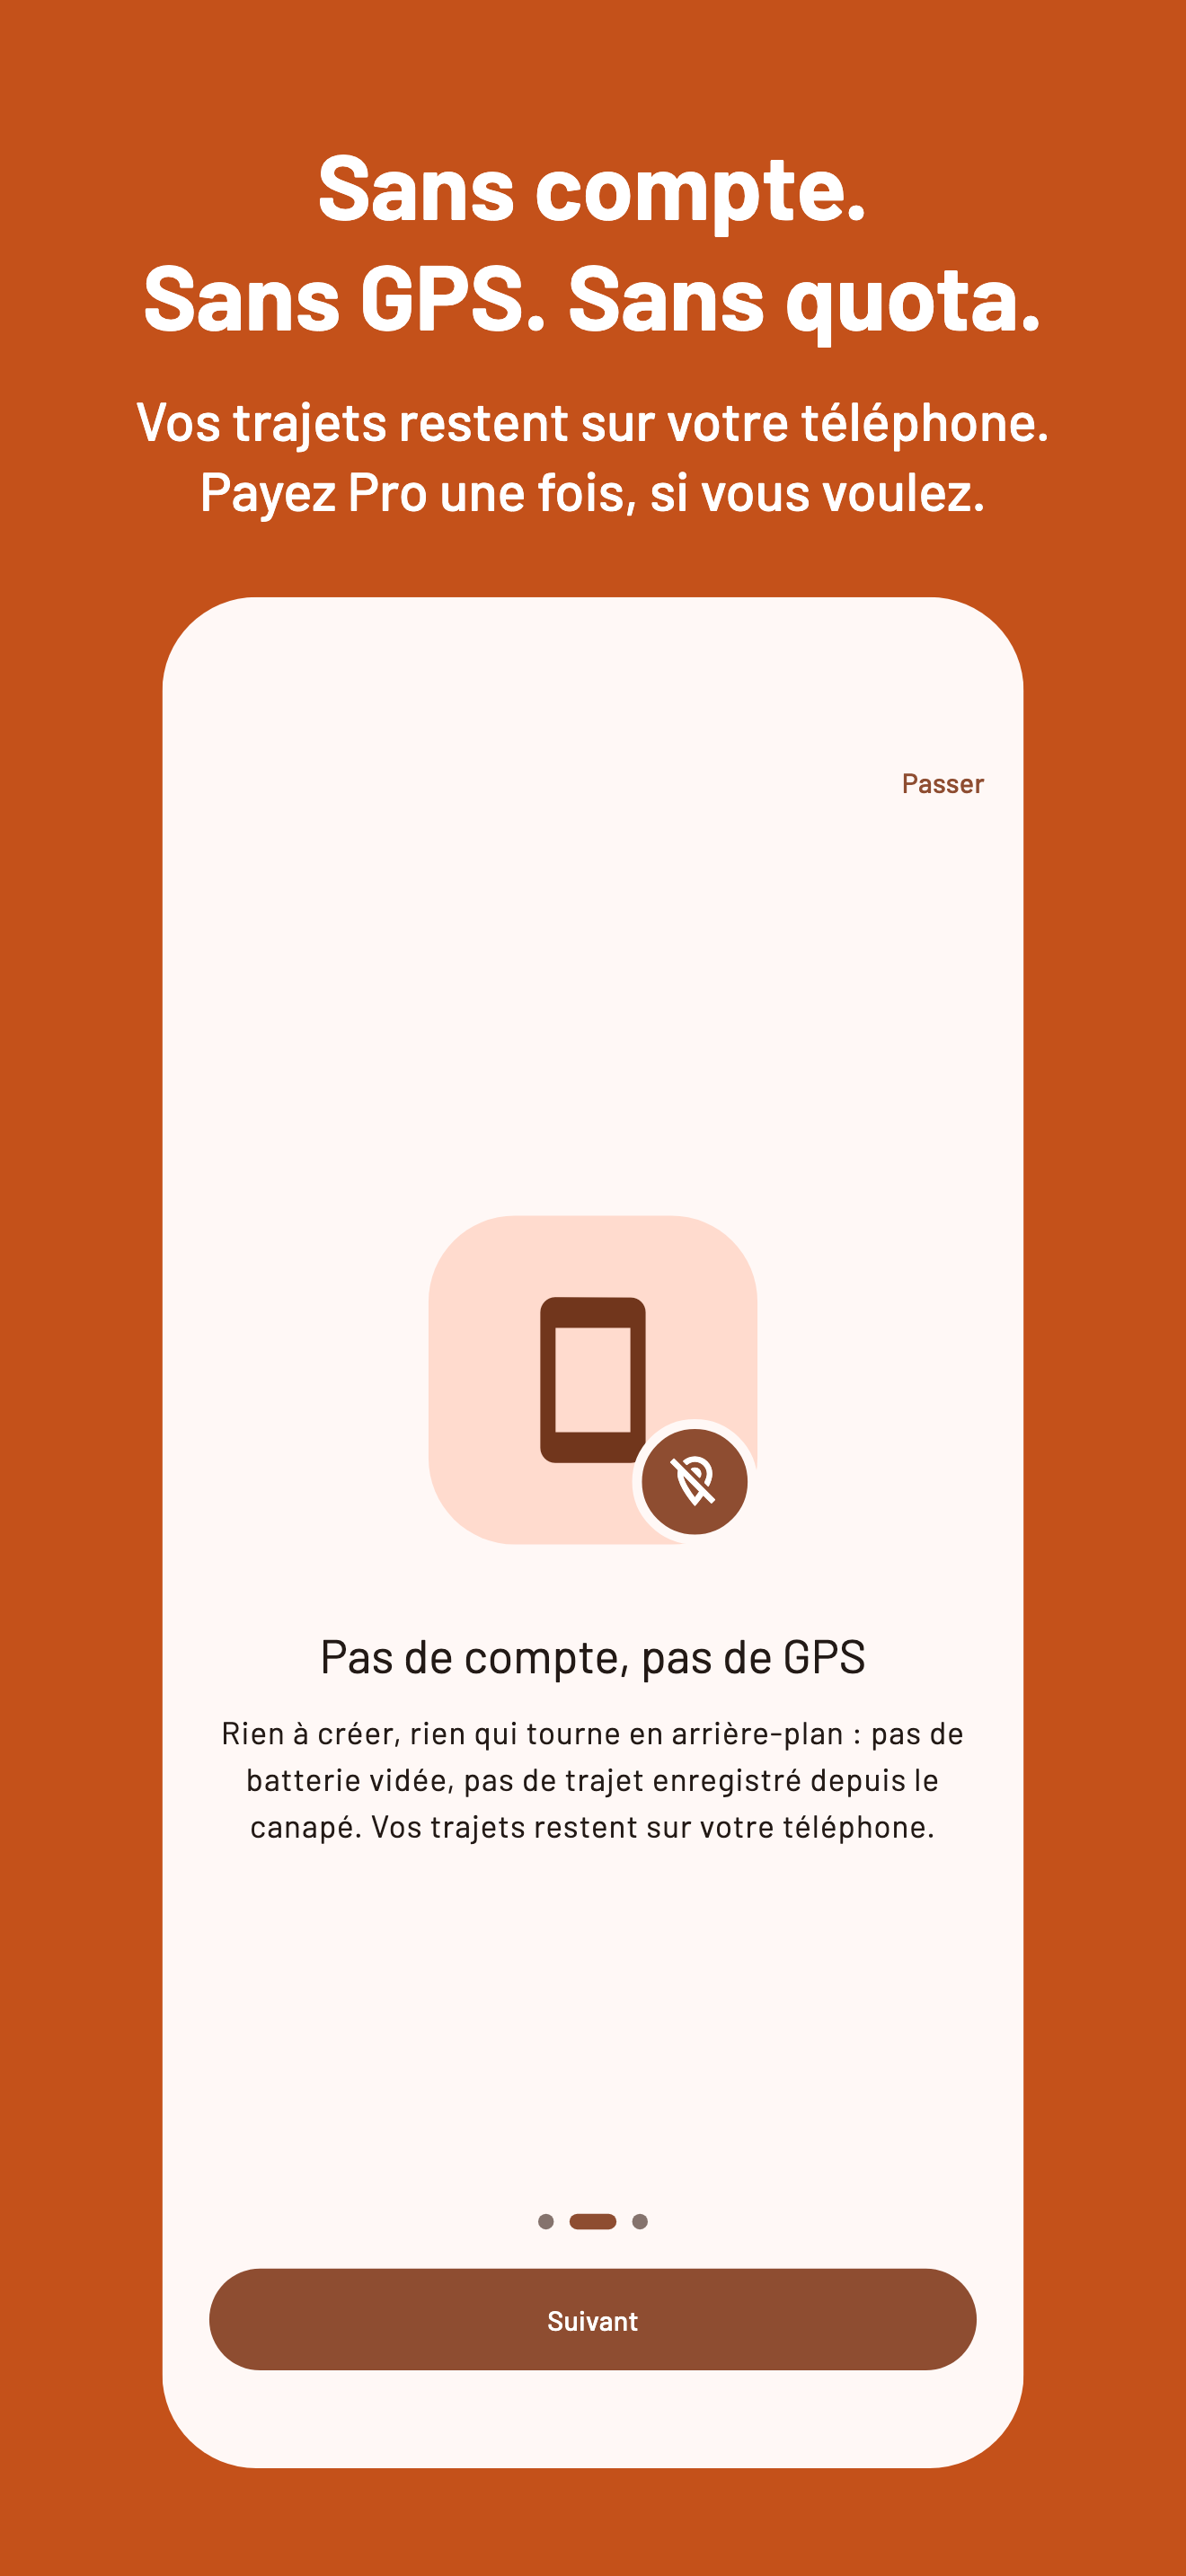 Sans compte.
Sans GPS. Sans quota.
Vos trajets restent sur votre téléphone.
Payez Pro une fois, si vous voulez.
Passer
Pas de compte, pas de GPS
Rien à créer, rien qui tourne en arrière-plan : pas de
batterie vidée, pas de trajet enregistré depuis le
canapé. Vos trajets restent sur votre téléphone.
Suivant